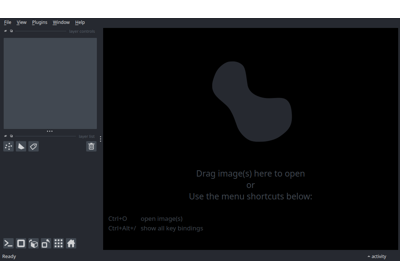 File View Plugins Window Help
layer controls
layer list
Drag image(s) here to open
or
Use the menu shortcuts below:
Ctrl+O open image(s)
Ctrl+Alt+/ show all key bindings
Ready activity